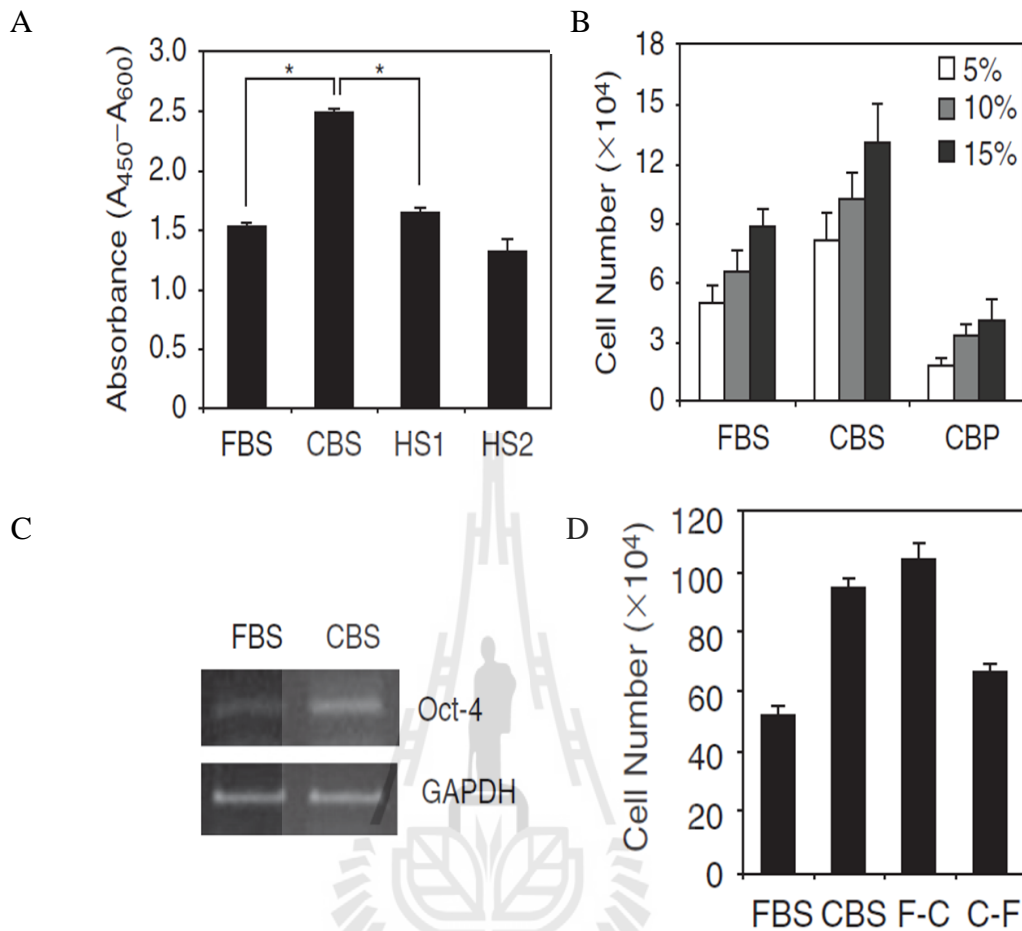 A
3.0
2.5
2.0
1.5
1.0
0.5
0
Absorbance (A450−A600)
*
*
FBS CBS HS1 HS2
B
18
15
12
9
6
3
0
Cell Number (×10⁴)
5%
10%
15%
FBS CBS CBP
C
FBS CBS
Oct-4
GAPDH
D
120
100
80
60
40
20
0
Cell Number (×10⁴)
FBS CBS F-C C-F